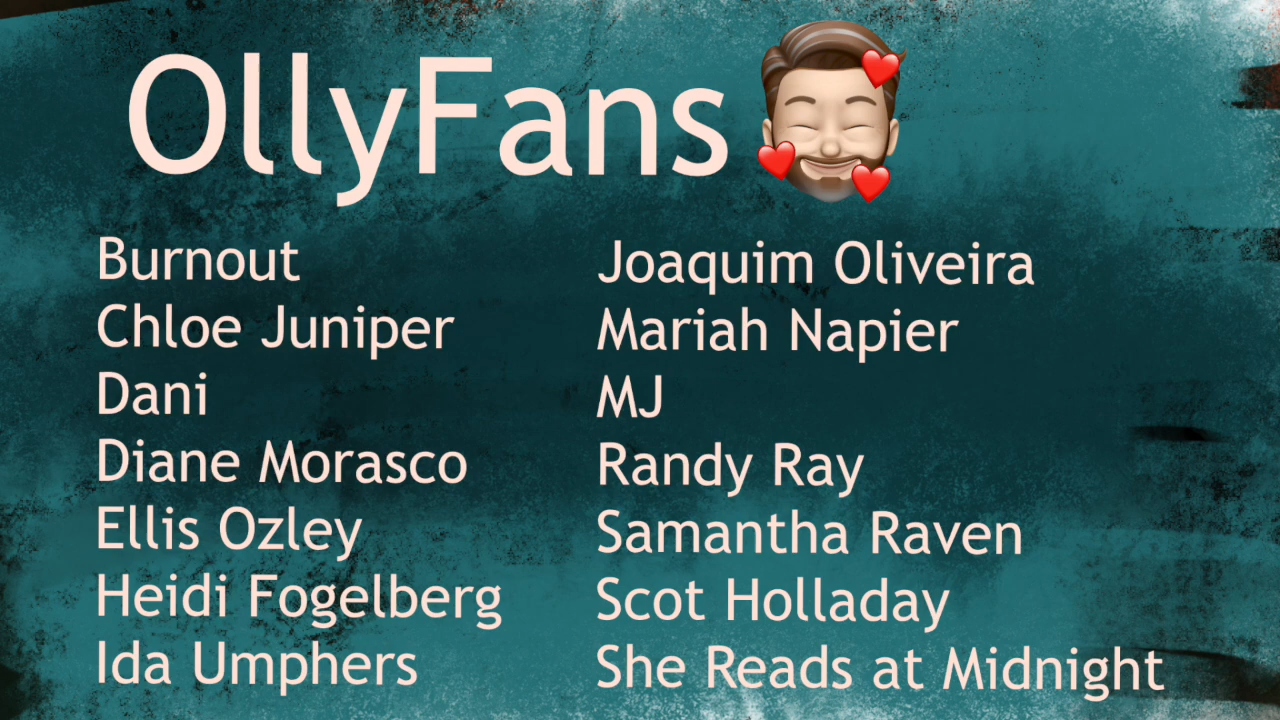 OllyFans
Burnout
Chloe Juniper
Dani
Diane Morasco
Ellis Ozley
Heidi Fogelberg
Ida Umphers
Joaquim Oliveira
Mariah Napier
MJ
Randy Ray
Samantha Raven
Scot Holladay
She Reads at Midnight